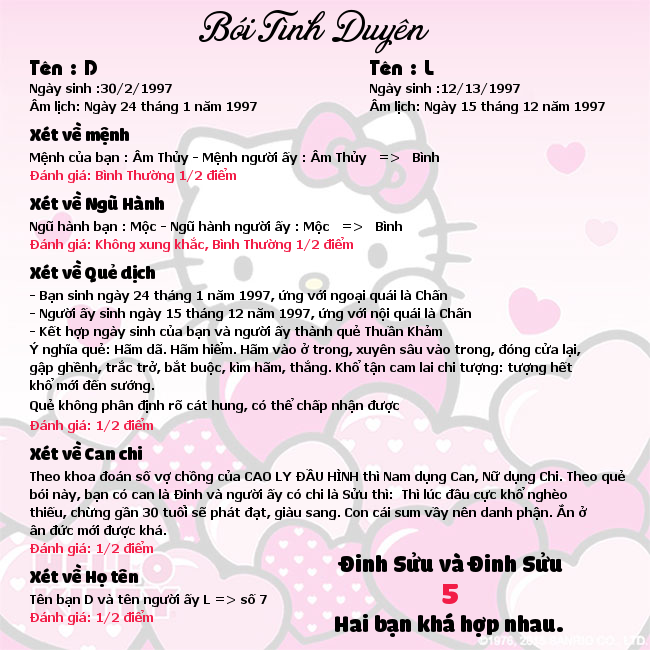 Bói Tình Duyên
Tên : D
Ngày sinh :30/2/1997
Âm lịch: Ngày 24 tháng 1 năm 1997
Tên : L
Ngày sinh :12/13/1997
Âm lịch: Ngày 15 tháng 12 năm 1997
Xét về mệnh
Mệnh của bạn : Âm Thủy - Mệnh người ấy : Âm Thủy => Bình
Đánh giá: Bình Thường 1/2 điểm
Xét về Ngũ Hành
Ngũ hành bạn : Mộc - Ngũ hành người ấy : Mộc => Bình
Đánh giá: Không xung khắc, Bình Thường 1/2 điểm
Xét về Quẻ dịch
- Bạn sinh ngày 24 tháng 1 năm 1997, ứng với ngoại quái là Chấn
- Người ấy sinh ngày 15 tháng 12 năm 1997, ứng với nội quái là Chấn
- Kết hợp ngày sinh của bạn và người ấy thành quẻ Thuần Khảm
Ý nghĩa quẻ: Hãm dã. Hãm hiểm. Hãm vào ở trong, xuyên sâu vào trong, đóng cửa lại,
gập ghềnh, trắc trở, bắt buộc, kìm hãm, thắng. Khổ tận cam lai chi tượng: tượng hết
khổ mới đến sướng.
Quẻ không phân định rõ cát hung, có thể chấp nhận được
Đánh giá: 1/2 điểm
Xét về Can chi
Theo khoa đoán số vợ chồng của CAO LY ĐẦU HÌNH thì Nam dụng Can, Nữ dụng Chi. Theo quẻ
bói này, bạn có can là Đinh và người ấy có chi là Sửu thì: Thì lúc đầu cực khổ nghèo
thiếu, chừng gần 30 tuổi sẽ phát đạt, giàu sang. Con cái sum vầy nên danh phận. Ăn ở
ân đức mới được khá.
Đánh giá: 1/2 điểm
Xét về Họ tên
Tên bạn D và tên người ấy L => số 7
Đánh giá: 1/2 điểm
Đinh Sửu và Đinh Sửu
5
Hai bạn khá hợp nhau.
HELLO
©1976, SANRIO CO., LTD.